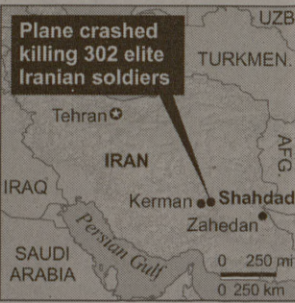 Plane crashed
killing 302 elite
Iranian soldiers
UZB
TURKMEN.
Tehran
IRAN
AFG.
IRAQ
Kerman
Shahdad
Zahedan
Persian Gulf
SAUDI
ARABIA
0 250 mi
0 250 km